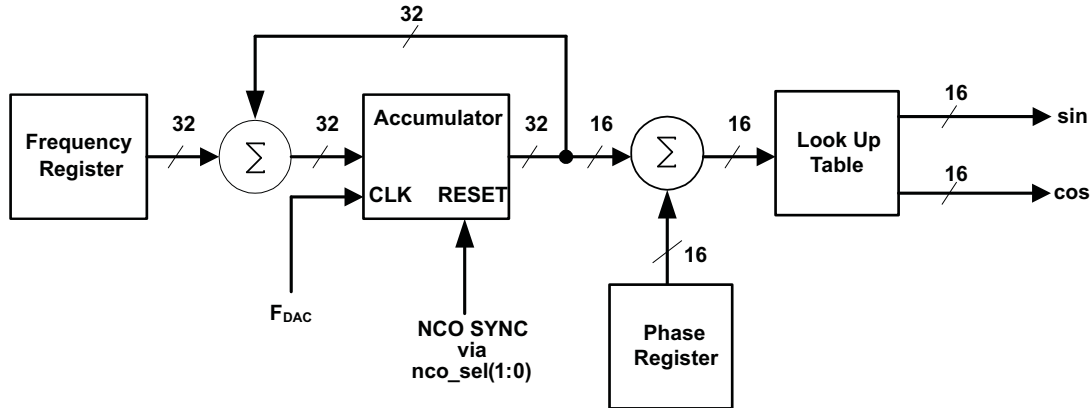 32
Frequency
Register
32
Σ
32
Accumulator
CLK RESET
32
16
Σ
16
Look Up
Table
16
sin
16
cos
F_DAC
NCO SYNC
via
nco_sel(1:0)
16
Phase
Register